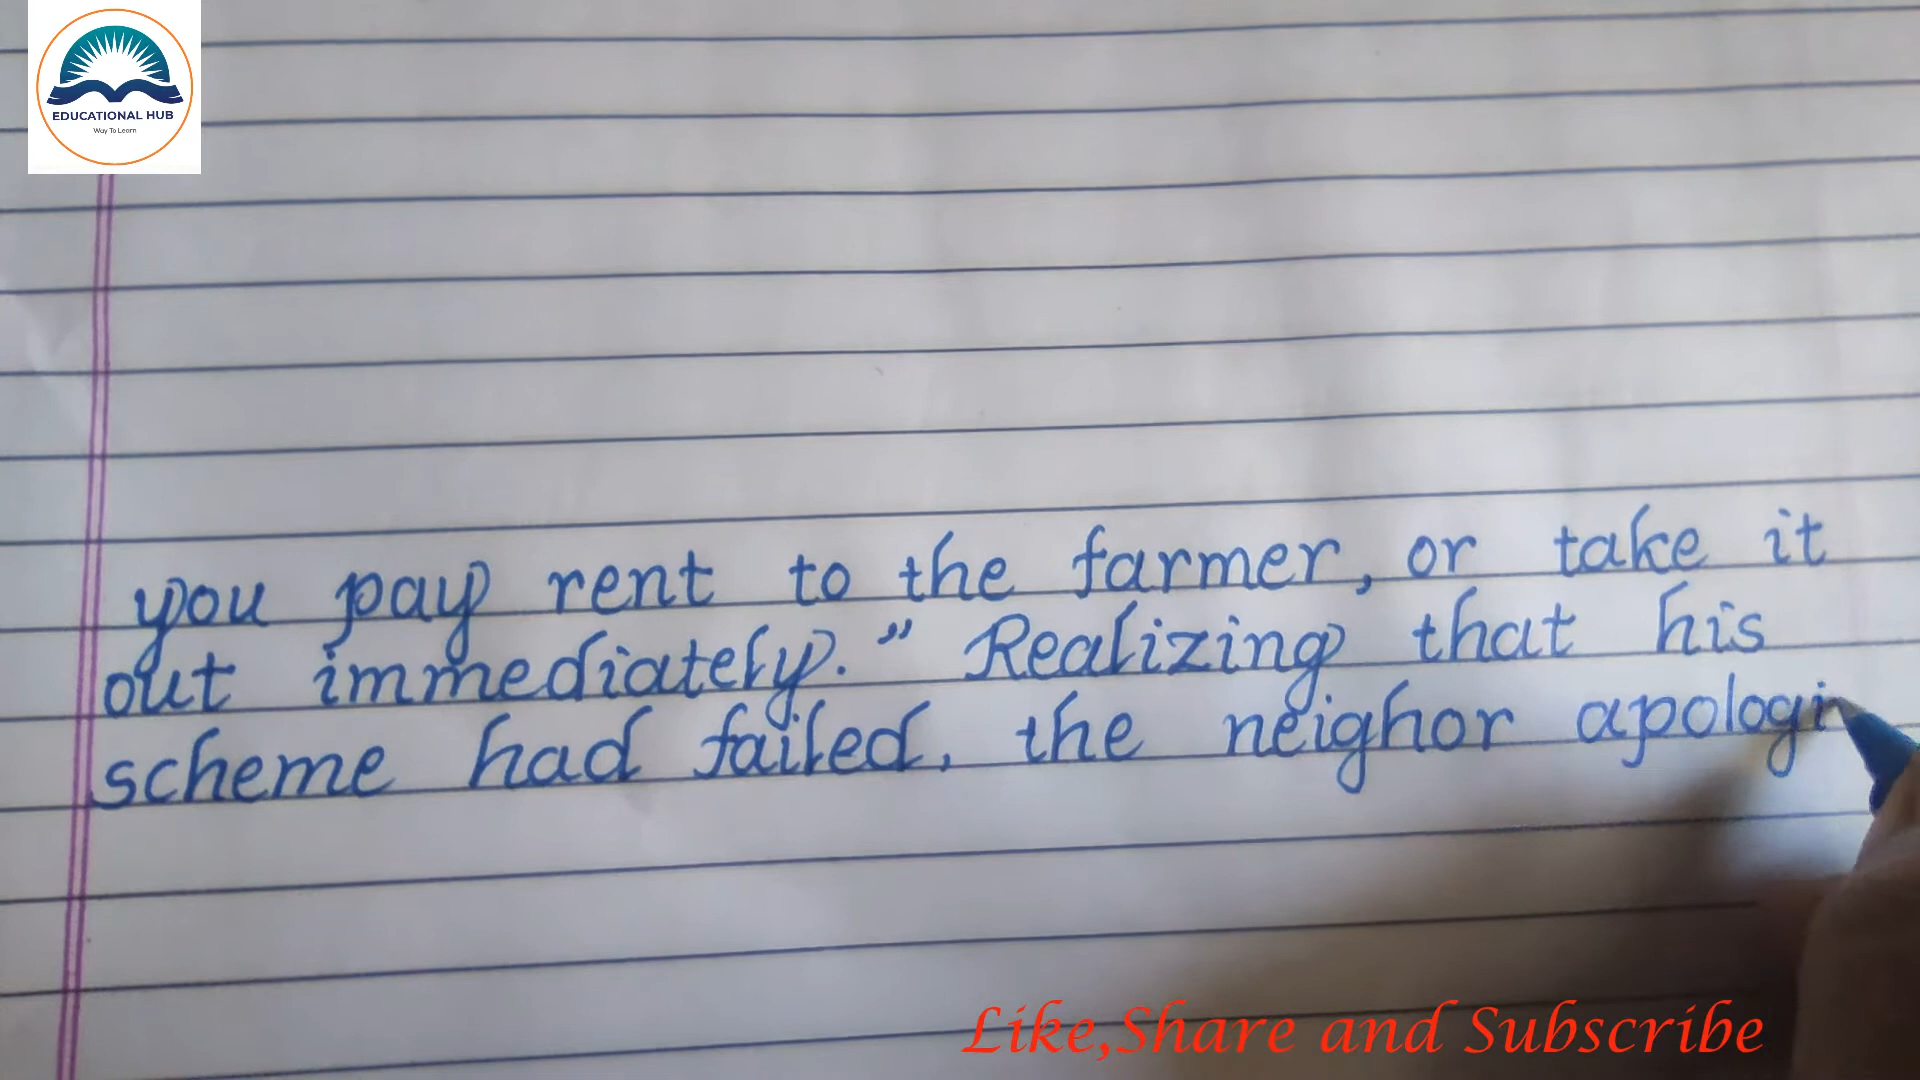 EDUCATIONAL HUB
Way To Learn
you pay rent to the farmer, or take it
out immediately.” Realizing that his
scheme had failed, the neighor apologi
Like,Share and Subscribe